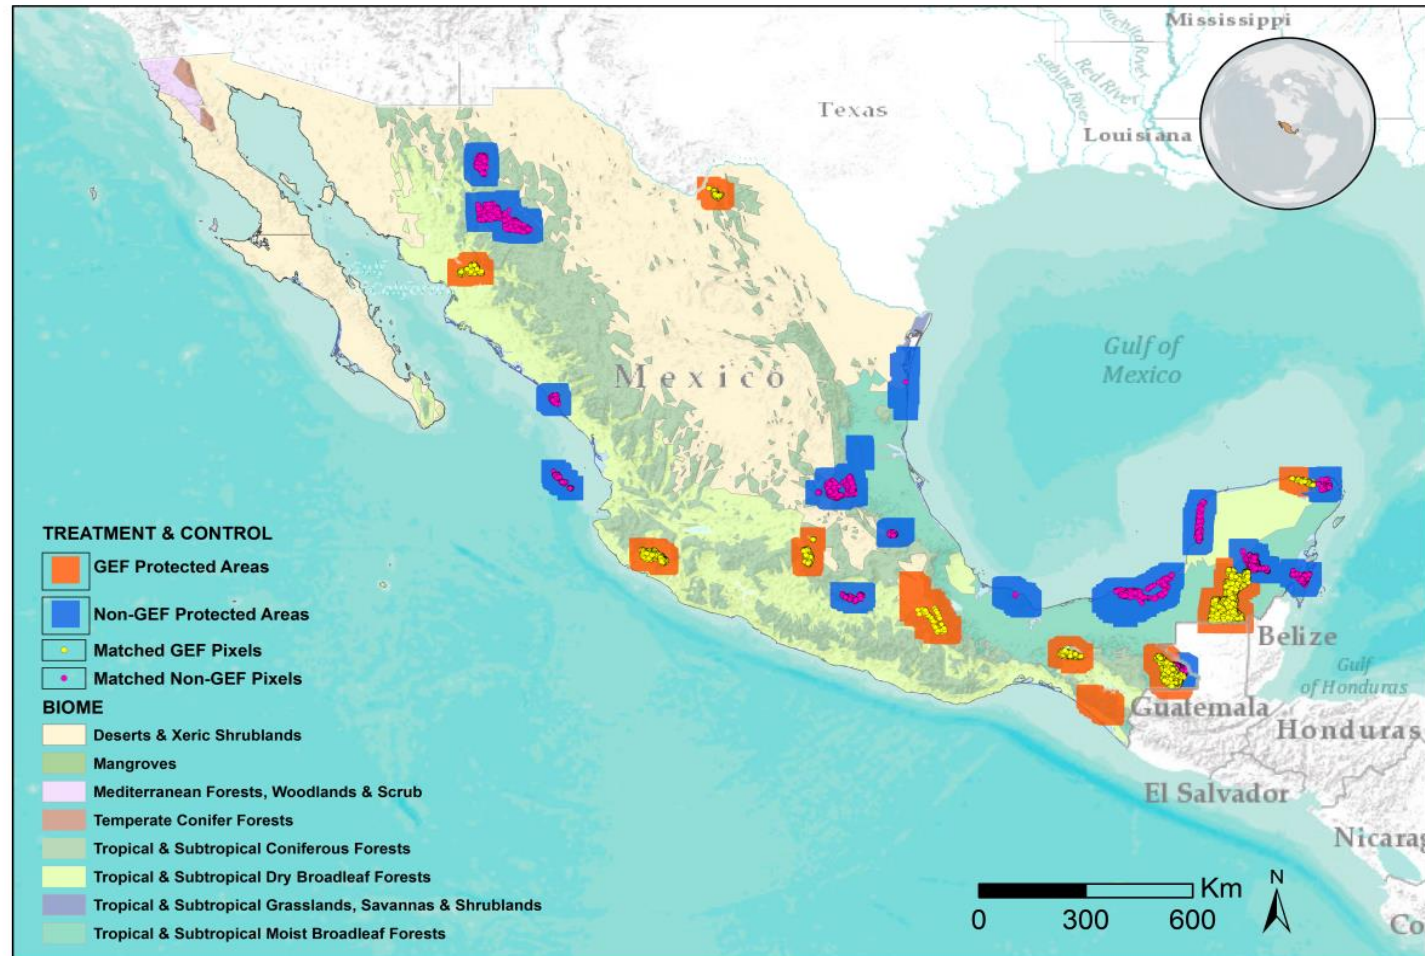 Mississippi
Red River
Sabine River
Texas
Louisiana
Gulf of
Mexico
Mexico
TREATMENT & CONTROL
GEF Protected Areas
Non-GEF Protected Areas
Matched GEF Pixels
Matched Non-GEF Pixels
BIOME
Deserts & Xeric Shrublands
Mangroves
Mediterranean Forests, Woodlands & Scrub
Temperate Conifer Forests
Tropical & Subtropical Coniferous Forests
Tropical & Subtropical Dry Broadleaf Forests
Tropical & Subtropical Grasslands, Savannas & Shrublands
Tropical & Subtropical Moist Broadleaf Forests
Belize
Gulf
of Honduras
Guatemala
Honduras
El Salvador
Nicarag
Co
Km
0 300 600
N